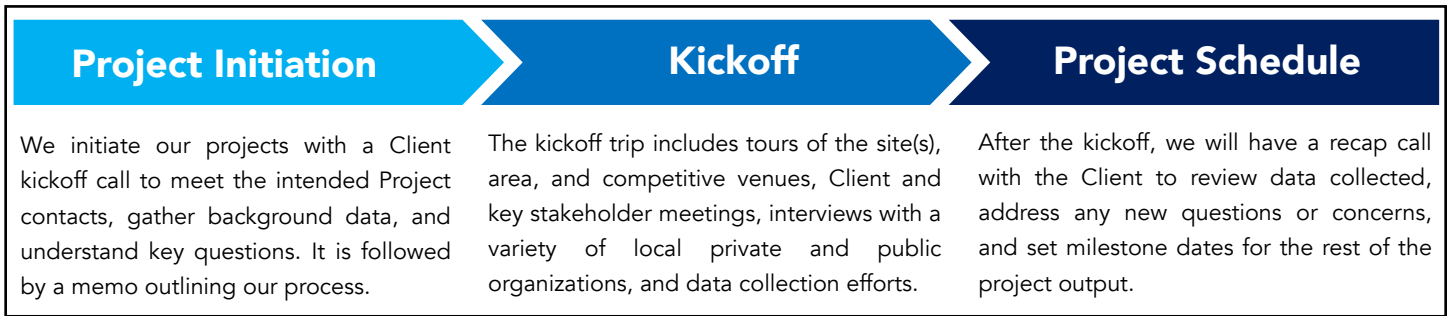 Project Initiation
We initiate our projects with a Client
kickoff call to meet the intended Project
contacts, gather background data, and
understand key questions. It is followed
by a memo outlining our process.
Kickoff
The kickoff trip includes tours of the site(s),
area, and competitive venues, Client and
key stakeholder meetings, interviews with a
variety of local private and public
organizations, and data collection efforts.
Project Schedule
After the kickoff, we will have a recap call
with the Client to review data collected,
address any new questions or concerns,
and set milestone dates for the rest of the
project output.